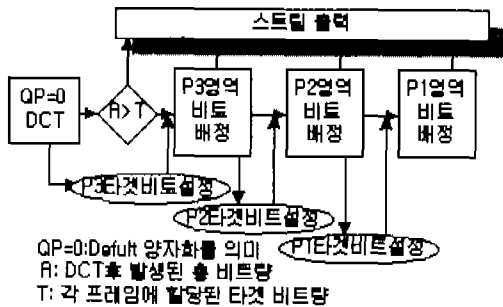 스트림 출력
QP=0
DCT
A>T
P3영역
비트
배정
P2영역
비트
배정
P1영역
비트
배정
P3타겟비트설정
P2타겟비트설정
P1타겟비트설정
QP=0:Defult 양자화를 의미
A: DCT후 발생된 총 비트량
T: 각 프레임에 할당된 타겟 비트량